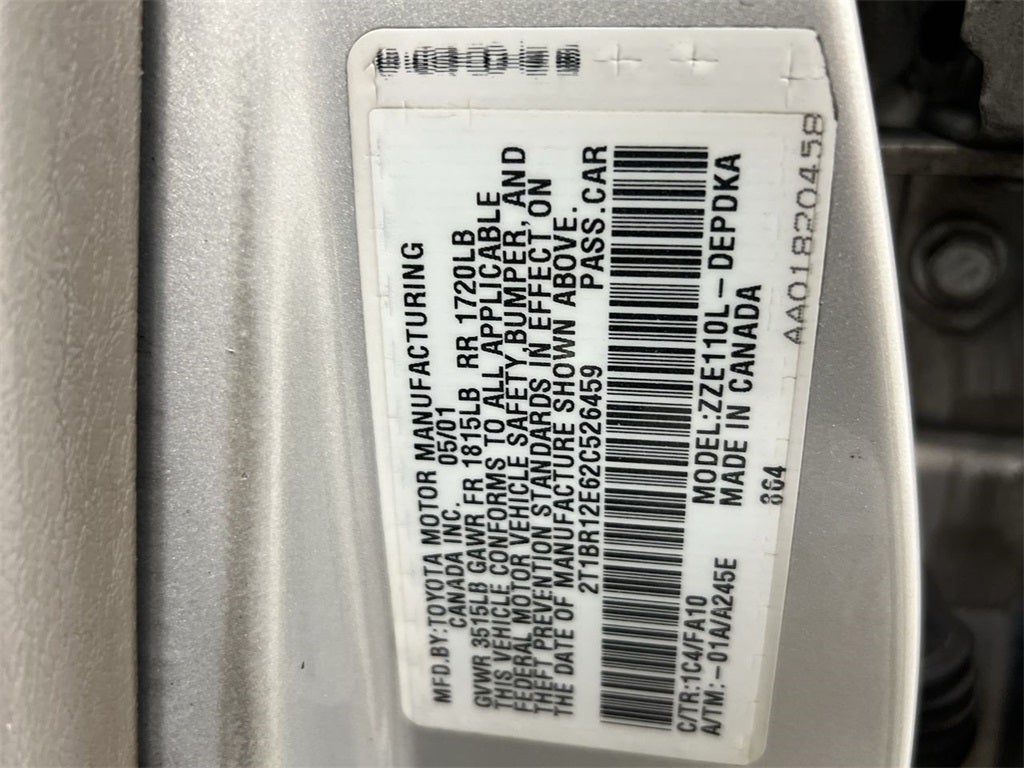 MFD.BY:TOYOTA MOTOR MANUFACTURING
CANADA INC. 05/01
GVWR 3515LB GAWR FR 1815LB RR 1720LB
THIS VEHICLE CONFORMS TO ALL APPLICABLE
FEDERAL MOTOR VEHICLE SAFETY,BUMPER, AND
THEFT PREVENTION STANDARDS IN EFFECT ON
THE DATE OF MANUFACTURE SHOWN ABOVE.
2T1BR12E62C526459 PASS.CAR
C/TR:1C4/FA10 MODEL:ZZE110L-DEPDKA
A/TM:-01A/A245E MADE IN CANADA
864
AA01820458